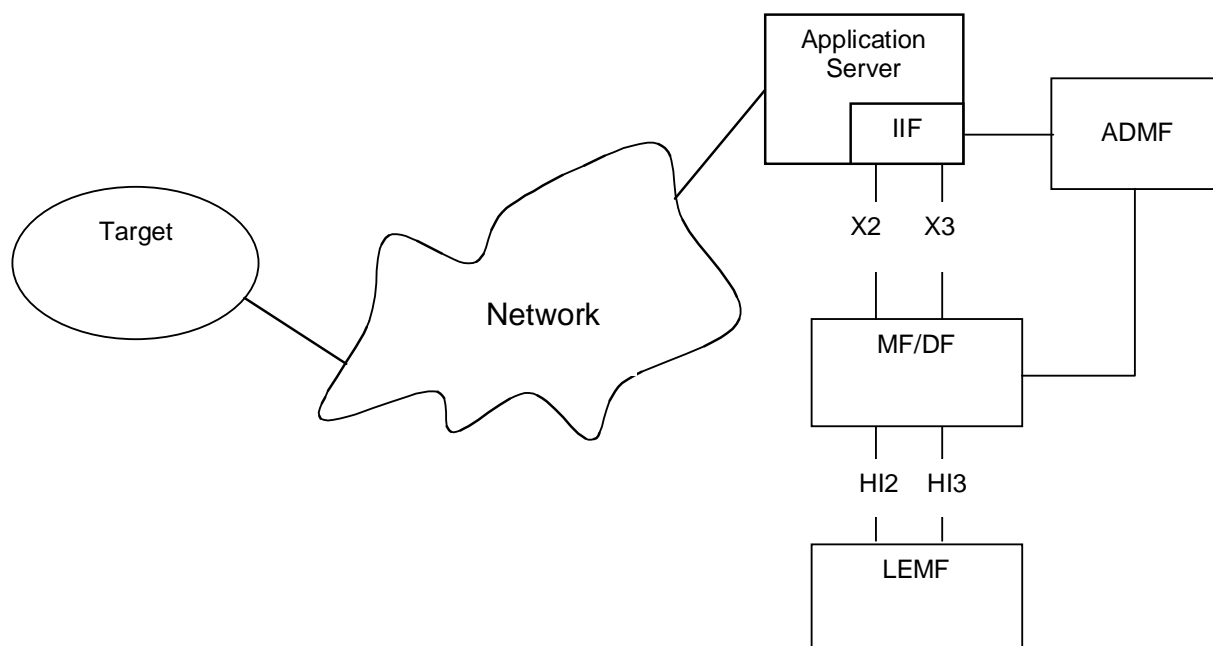 Application
Server
IIF
ADMF
Target
X2
X3
Network
MF/DF
HI2
HI3
LEMF